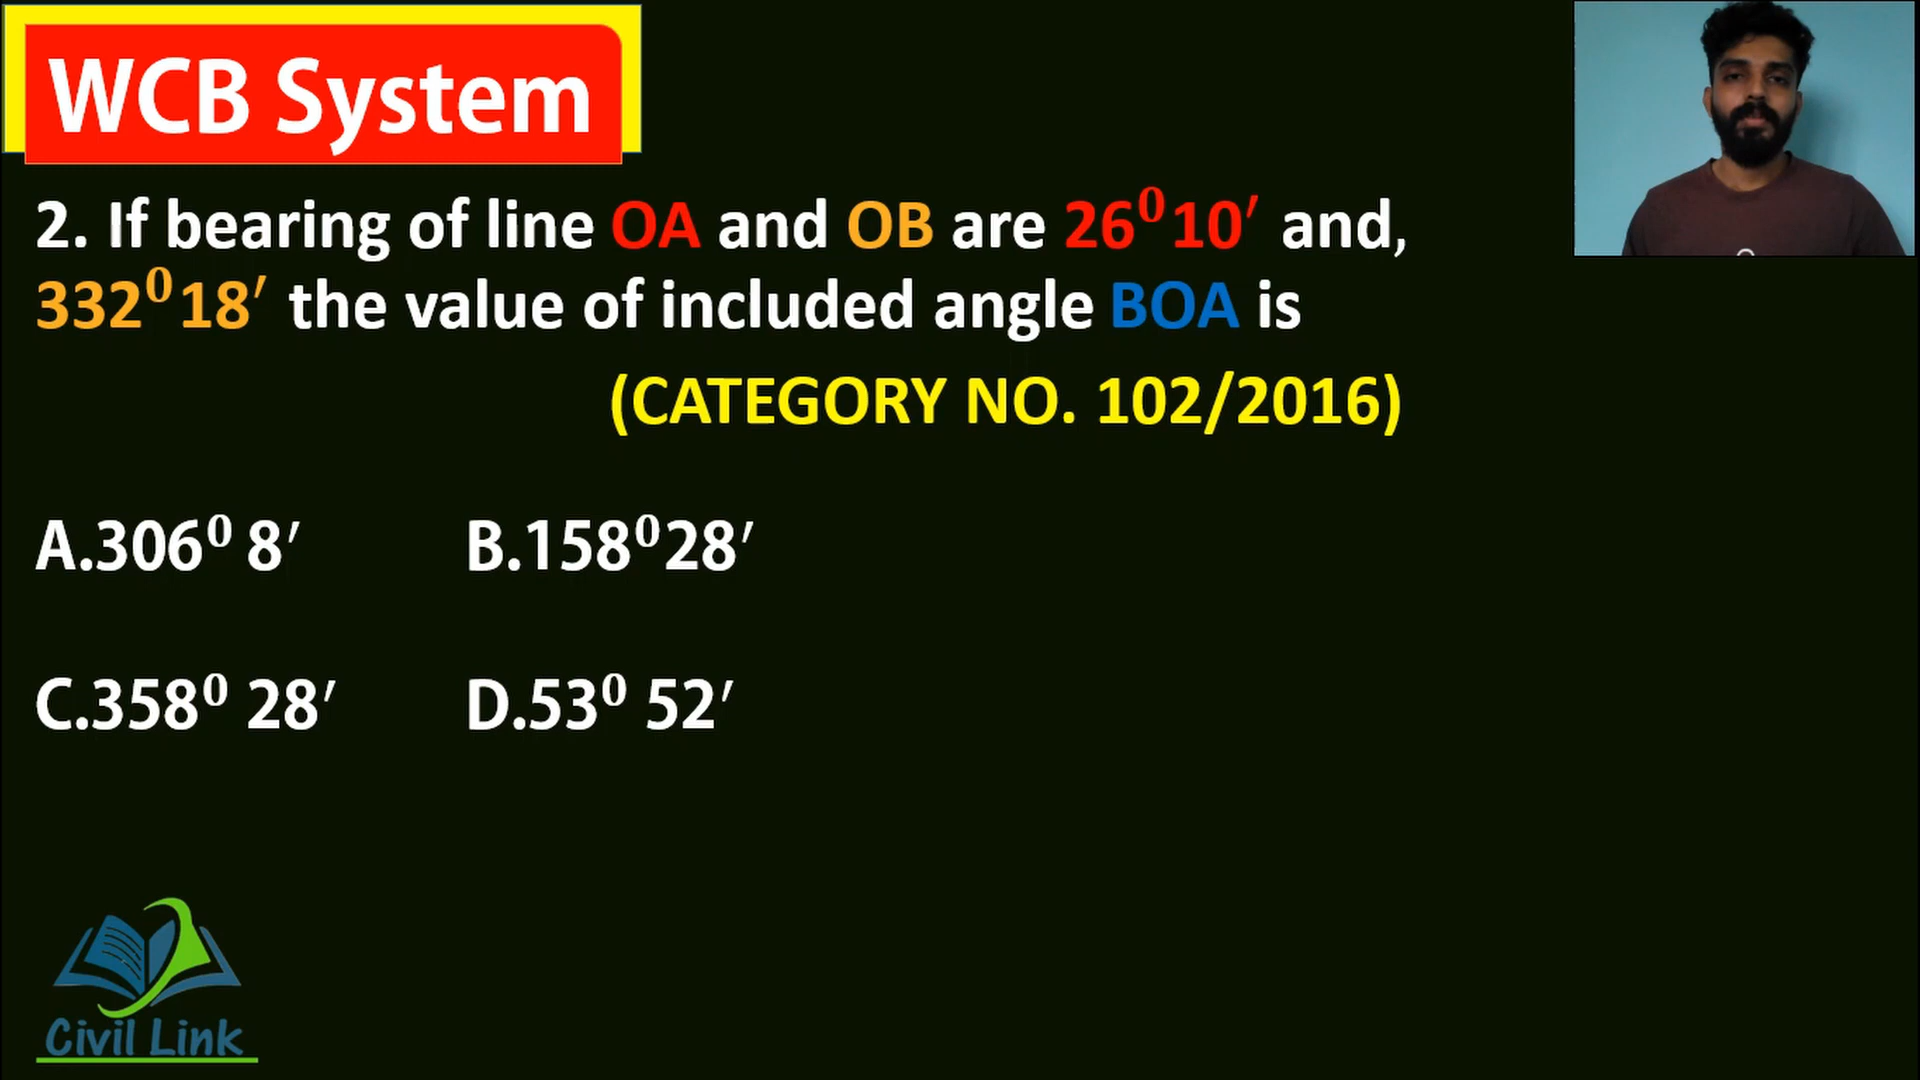 WCB System
2. If bearing of line OA and OB are 26⁰10′ and,
332⁰18′ the value of included angle BOA is
(CATEGORY NO. 102/2016)
A.306⁰ 8′ B.158⁰28′
C.358⁰ 28′ D.53⁰ 52′
Civil Link